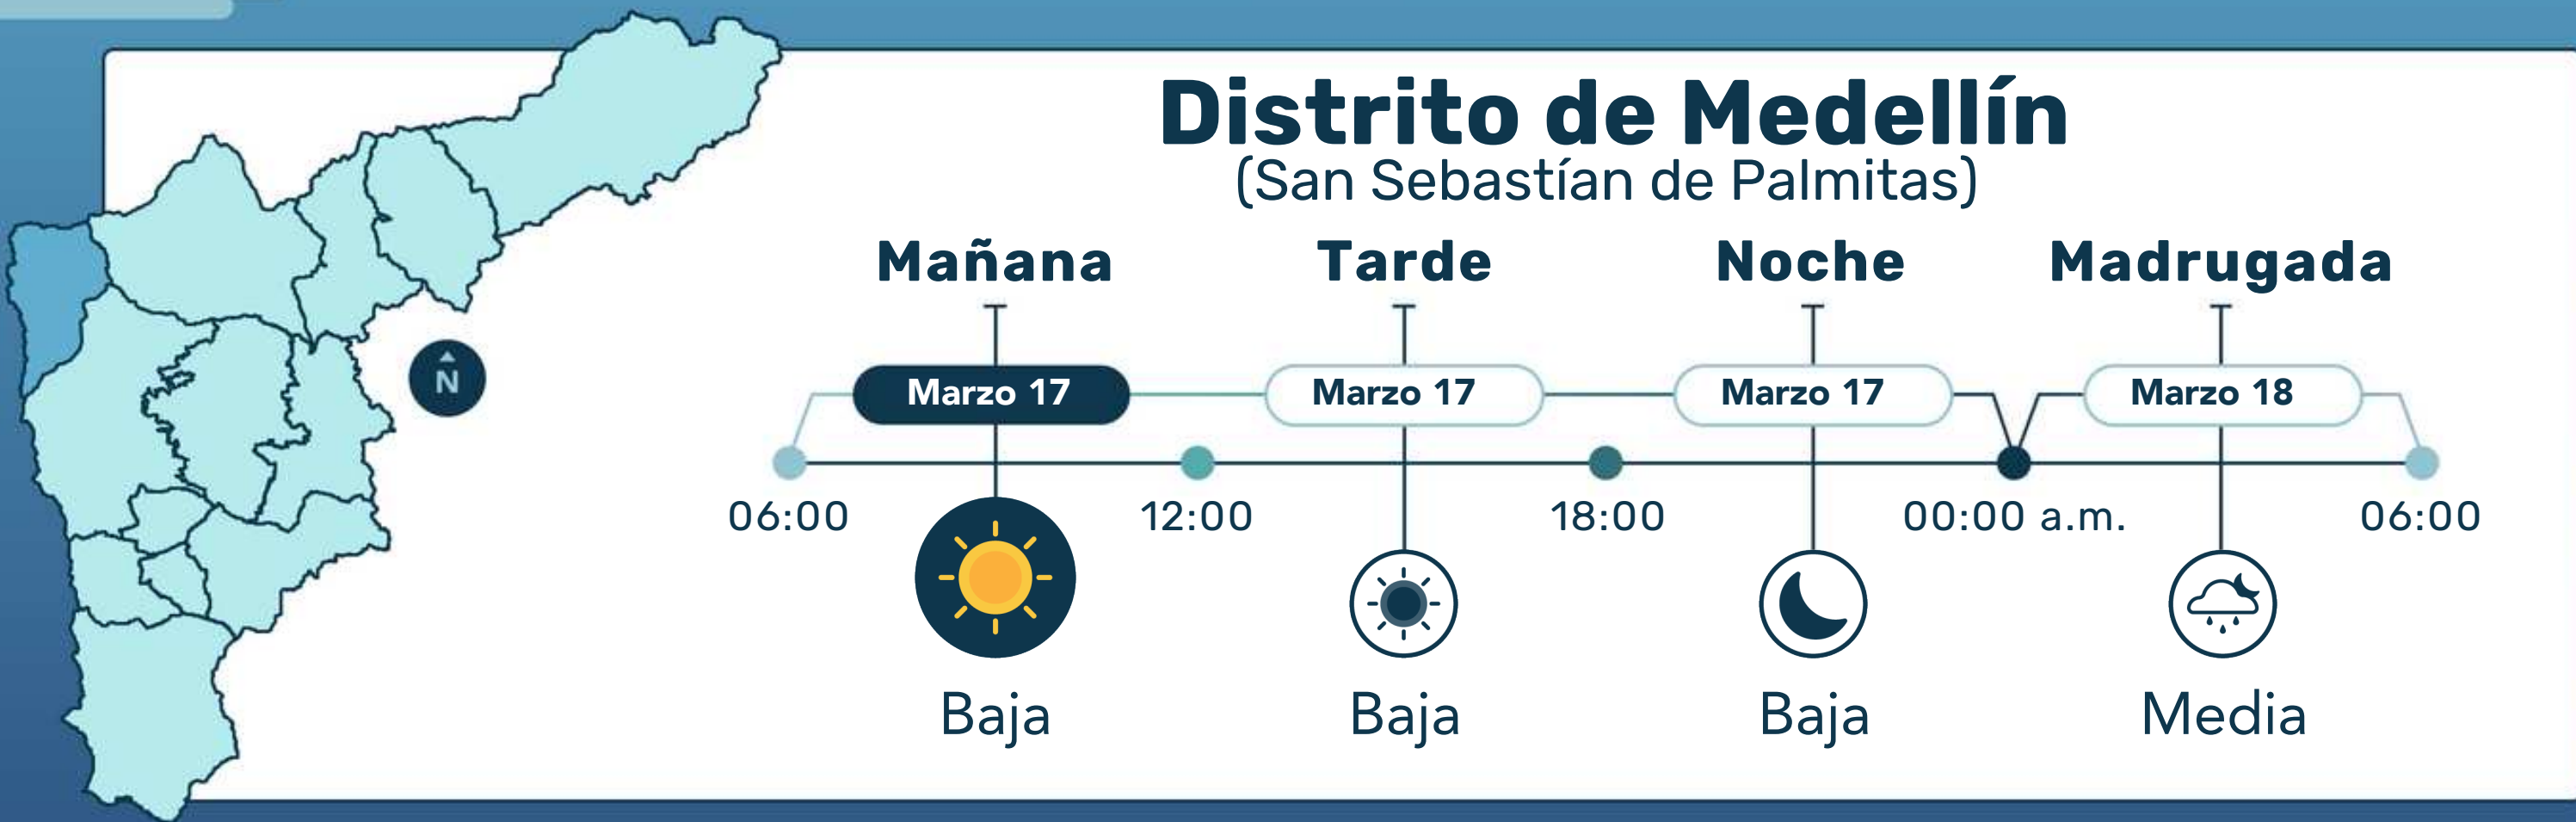 Distrito de Medellín
(San Sebastían de Palmitas)
Mañana Tarde Noche Madrugada
Marzo 17 Marzo 17 Marzo 17 Marzo 18
N
06:00 12:00 18:00 00:00 a.m. 06:00
Baja Baja Baja Media